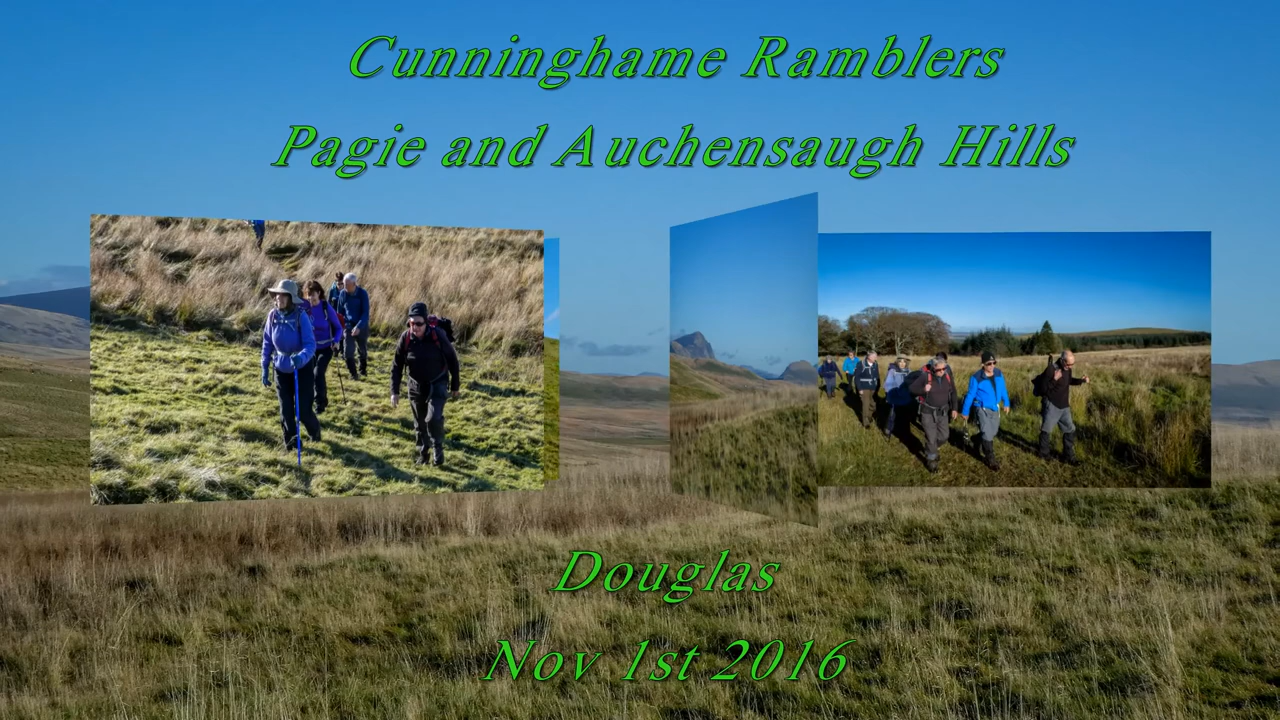 Cunninghame Ramblers
Pagie and Auchensaugh Hills
Douglas
Nov 1st 2016